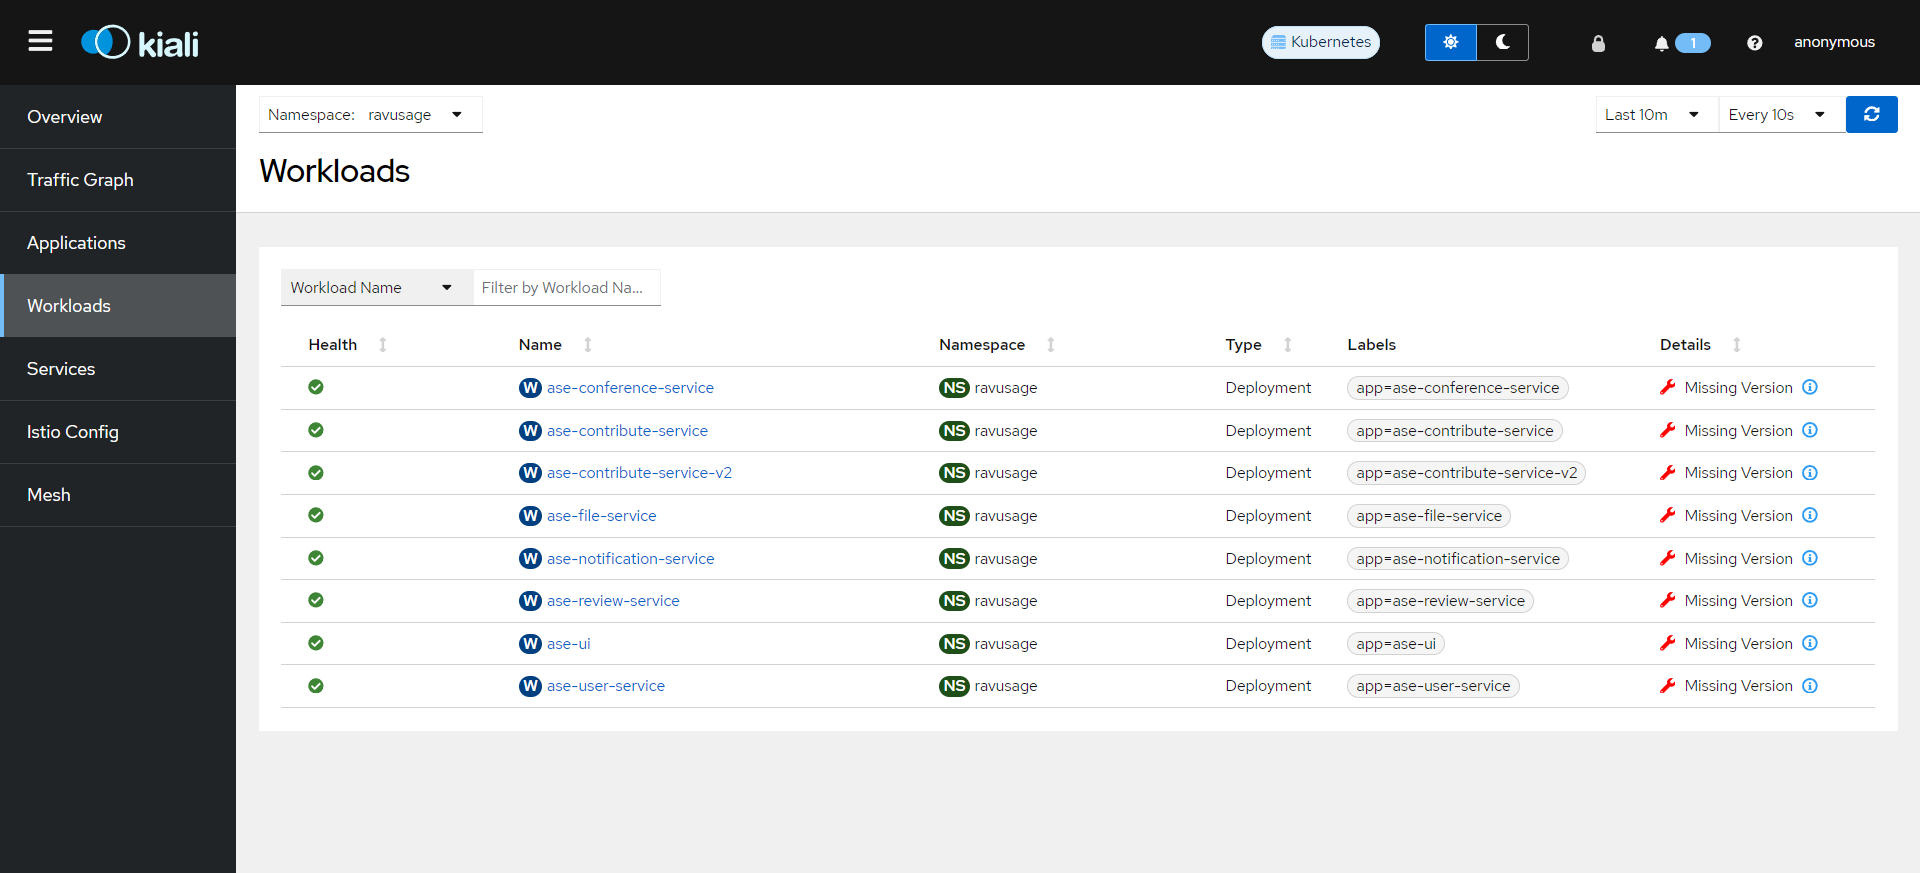 kiali
Kubernetes
1
anonymous
Overview
Traffic Graph
Applications
Workloads
Services
Istio Config
Mesh
Namespace: ravusage
Last 10m Every 10s
Workloads
Workload Name Filter by Workload Na...
Health Name Namespace Type Labels Details
W ase-conference-service NS ravusage Deployment app=ase-conference-service Missing Version
W ase-contribute-service NS ravusage Deployment app=ase-contribute-service Missing Version
W ase-contribute-service-v2 NS ravusage Deployment app=ase-contribute-service-v2 Missing Version
W ase-file-service NS ravusage Deployment app=ase-file-service Missing Version
W ase-notification-service NS ravusage Deployment app=ase-notification-service Missing Version
W ase-review-service NS ravusage Deployment app=ase-review-service Missing Version
W ase-ui NS ravusage Deployment app=ase-ui Missing Version
W ase-user-service NS ravusage Deployment app=ase-user-service Missing Version